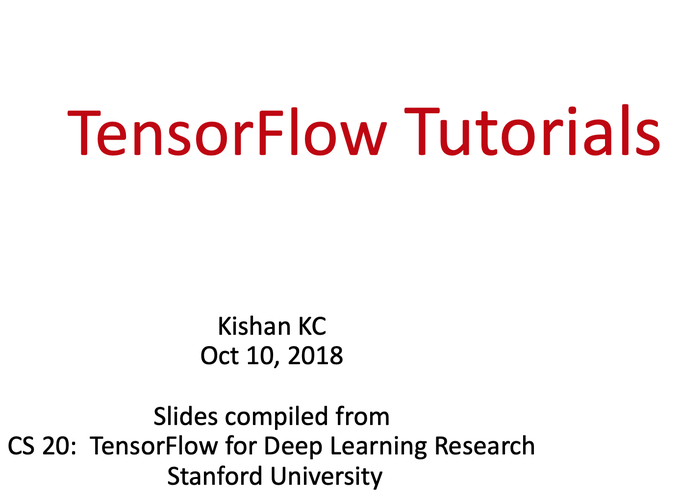 TensorFlow Tutorials
Kishan KC
Oct 10, 2018
Slides compiled from
CS 20:  TensorFlow for Deep Learning Research
Stanford University